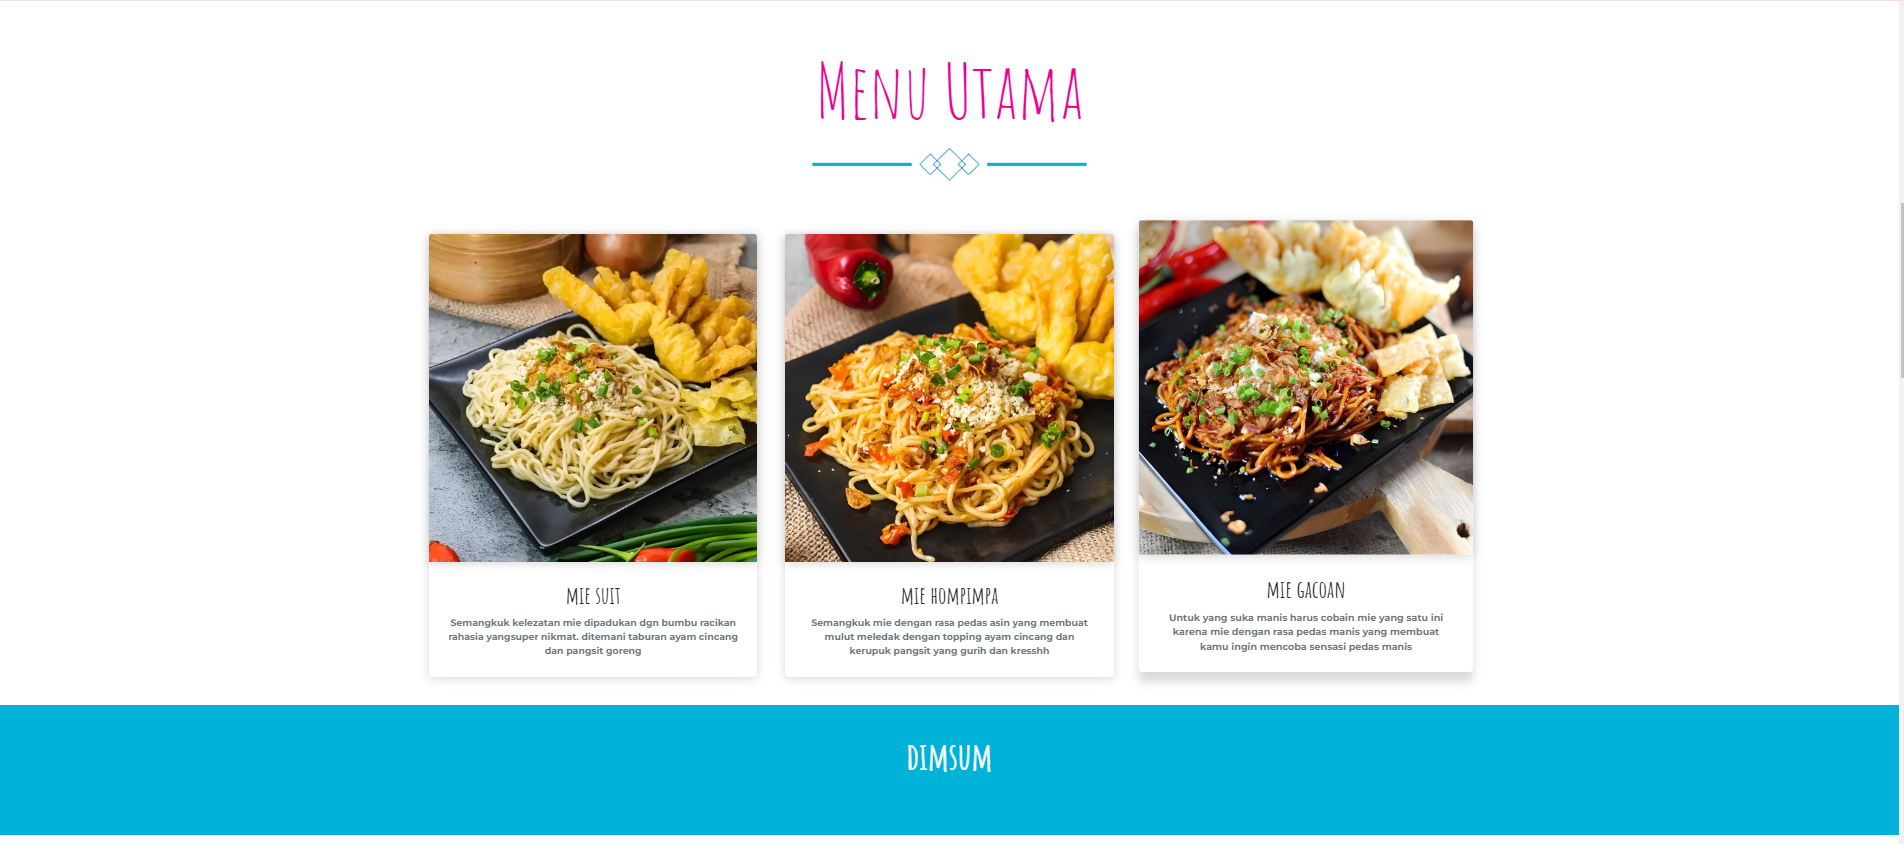 Menu Utama
MIE SUIT
Semangkuk kelezatan mie dipadukan dgn bumbu racikan
rahasia yangsuper nikmat. ditemani taburan ayam cincang
dan pangsit goreng
MIE HOMPIMPA
Semangkuk mie dengan rasa pedas asin yang membuat
mulut meledak dengan topping ayam cincang dan
kerupuk pangsit yang gurih dan kresshh
MIE GACOAN
Untuk yang suka manis harus cobain mie yang satu ini
karena mie dengan rasa pedas manis yang membuat
kamu ingin mencoba sensasi pedas manis
DIMSUM